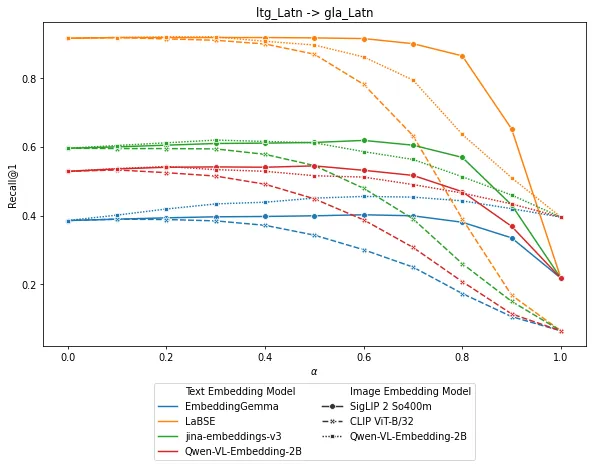 ltg_Latn -> gla_Latn
Recall@1
0.8
0.6
0.4
0.2
0.0 0.2 0.4 0.6 0.8 1.0
α
Text Embedding Model Image Embedding Model
EmbeddingGemma SigLIP 2 So400m
LaBSE CLIP ViT-B/32
jina-embeddings-v3 Qwen-VL-Embedding-2B
Qwen-VL-Embedding-2B